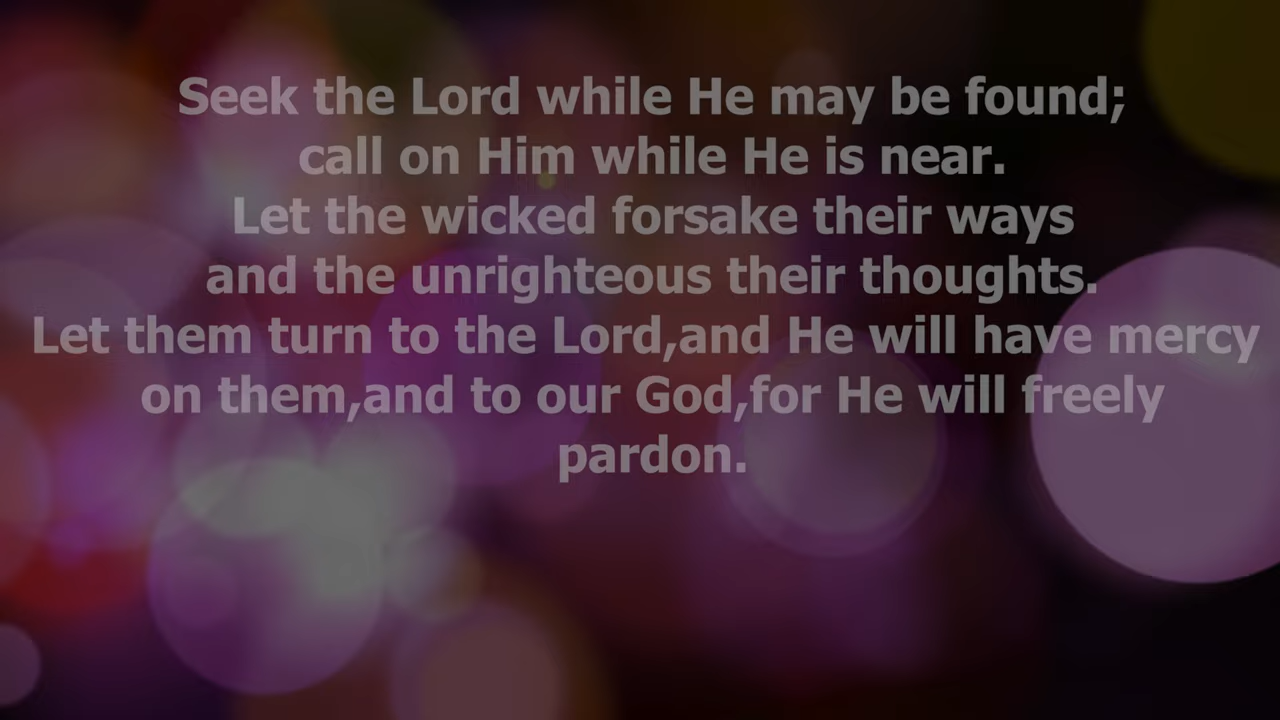 Seek the Lord while He may be found;
call on Him while He is near.
Let the wicked forsake their ways
and the unrighteous their thoughts.
Let them turn to the Lord,and He will have mercy
on them,and to our God,for He will freely
pardon.